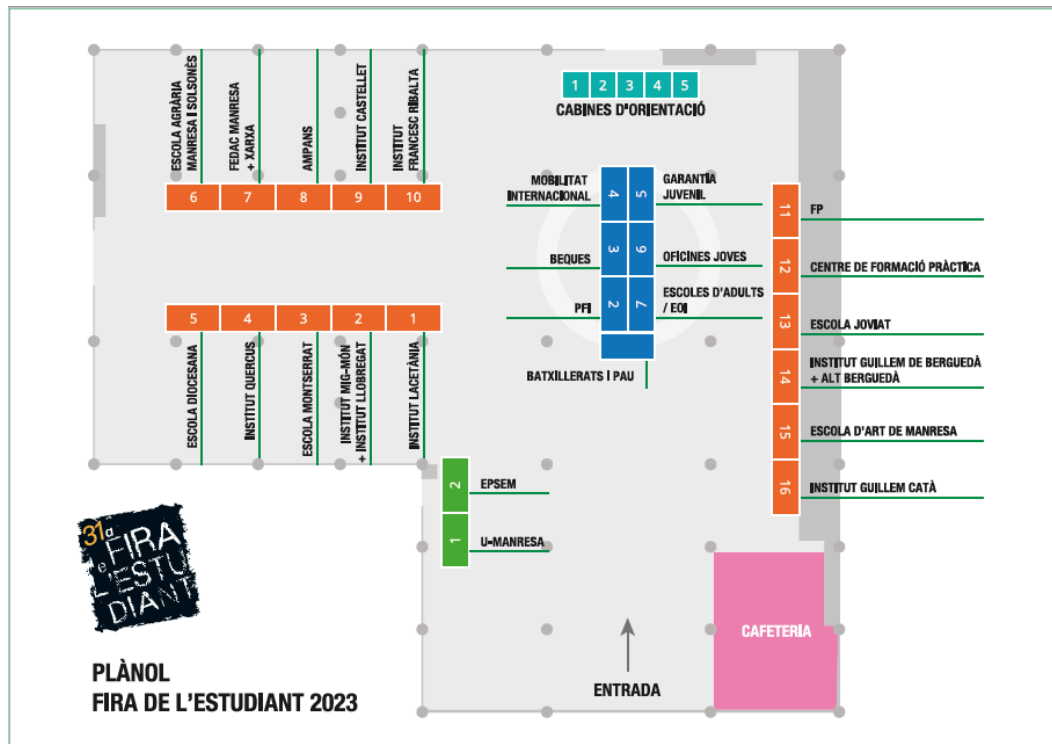 ESCOLA AGRÀRIA
MANRESA I SOLSONÈS
FEDAC MANRESA
+ XARXA
AMPANS
INSTITUT CASTELLET
INSTITUT
FRANCESC RIBALTA
6
7
8
9
10
1
2
3
4
5
CABINES D'ORIENTACIÓ
MOBILITAT
INTERNACIONAL
4
5
GARANTIA
JUVENIL
BEQUES
3
6
OFICINES JOVES
PFI
2
7
ESCOLES D'ADULTS
/ EOI
BATXILLERATS I PAU
11
FP
12
CENTRE DE FORMACIÓ PRÀCTICA
13
ESCOLA JOVIAT
14
INSTITUT GUILLEM DE BERGUEDÀ
+ ALT BERGUEDÀ
15
ESCOLA D'ART DE MANRESA
16
INSTITUT GUILLEM CATÀ
5
4
3
2
1
ESCOLA DIOCESANA
INSTITUT QUERCUS
ESCOLA MONTSERRAT
INSTITUT MIG-MÓN
+ INSTITUT LLOBREGAT
INSTITUT LACETÀNIA
2
EPSEM
1
U-MANRESA
CAFETERIA
ENTRADA
31a
FIRA
e
L'ESTU
DIANT
PLÀNOL
FIRA DE L'ESTUDIANT 2023